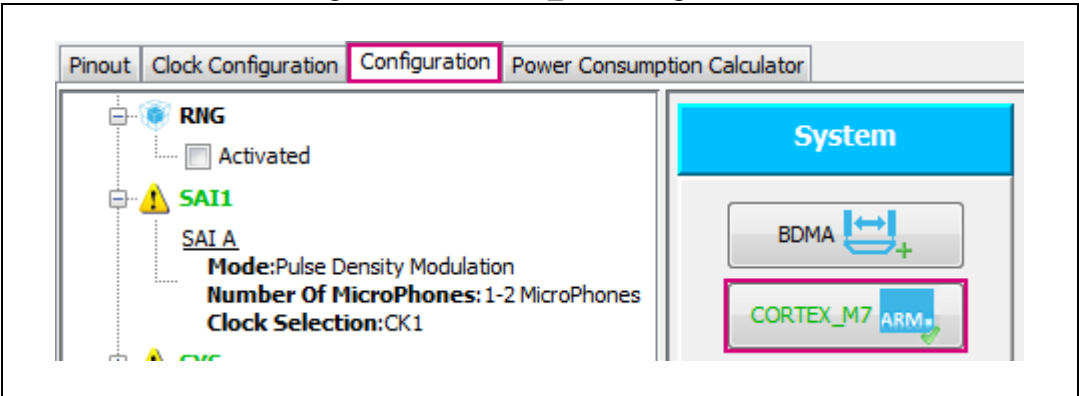 Pinout Clock Configuration Configuration Power Consumption Calculator
RNG
Activated
SAI1
SAI A
Mode:Pulse Density Modulation
Number Of MicroPhones:1-2 MicroPhones
Clock Selection:CK1
System
BDMA
CORTEX_M7 ARM